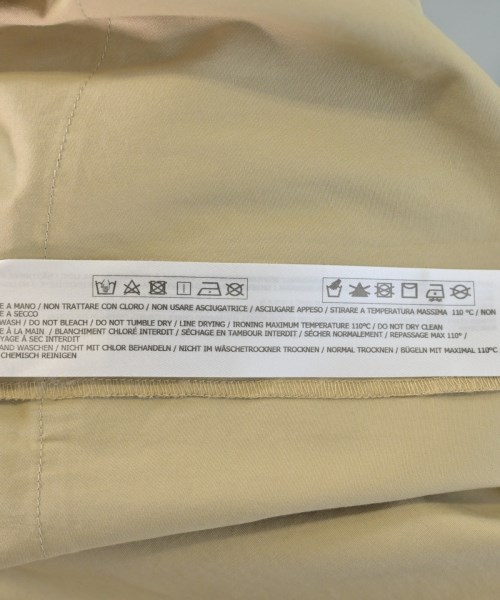 E A MANO / NON TRATTARE CON CLORO / NON USARE ASCIUGATRICE / ASCIUGARE APPESO / STIRARE A TEMPERATURA MASSIMA 110 °C / NON
E A SECCO
WASH / DO NOT BLEACH / DO NOT TUMBLE DRY / LINE DRYING / IRONING MAXIMUM TEMPERATURE 110°C / DO NOT DRY CLEAN
E À LA MAIN / BLANCHIMENT CHLORÉ INTERDIT / SÉCHAGE EN TAMBOUR INTERDIT / SÉCHER NORMALEMENT / REPASSAGE MAX 110° /
YAGE À SEC INTERDIT
AND WASCHEN / NICHT MIT CHLOR BEHANDELN / NICHT IM WÄSCHETROCKNER TROCKNEN / NORMAL TROCKNEN / BÜGELN MIT MAXIMAL 110°C
CHEMISCH REINIGEN